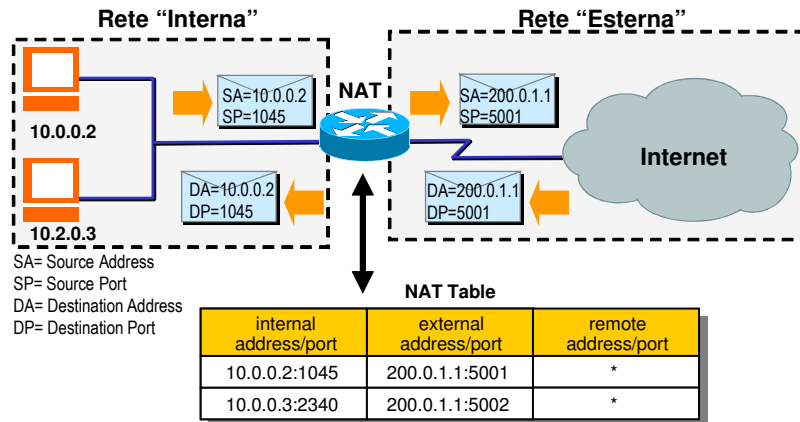 Rete “Interna”
Rete “Esterna”
SA=10.0.0.2
SP=1045
NAT
SA=200.0.1.1
SP=5001
10.0.0.2
Internet
DA=10.0.0.2
DP=1045
DA=200.0.1.1
DP=5001
10.2.0.3
SA= Source Address
SP= Source Port
DA= Destination Address
DP= Destination Port
NAT Table
internal address/port
external address/port
remote address/port
10.0.0.2:1045
200.0.1.1:5001
*
10.0.0.3:2340
200.0.1.1:5002
*